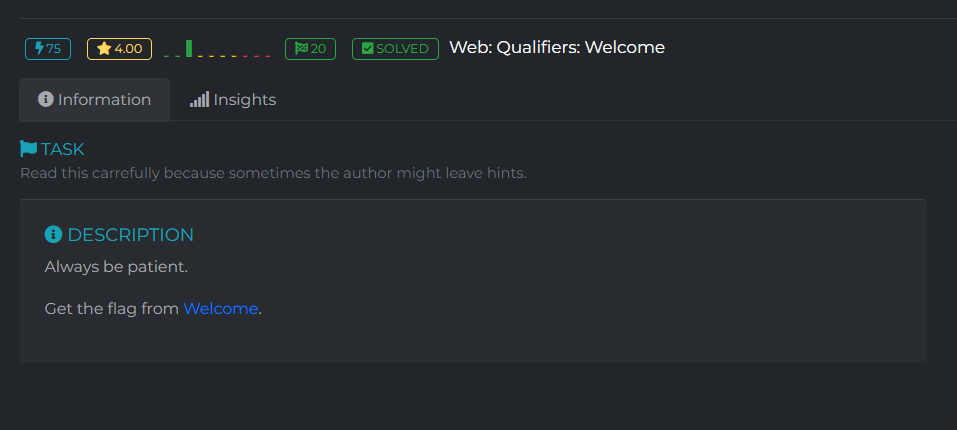 75 4.00 20 SOLVED Web: Qualifiers: Welcome
Information Insights
TASK
Read this carrefully because sometimes the author might leave hints.
DESCRIPTION
Always be patient.
Get the flag from Welcome.